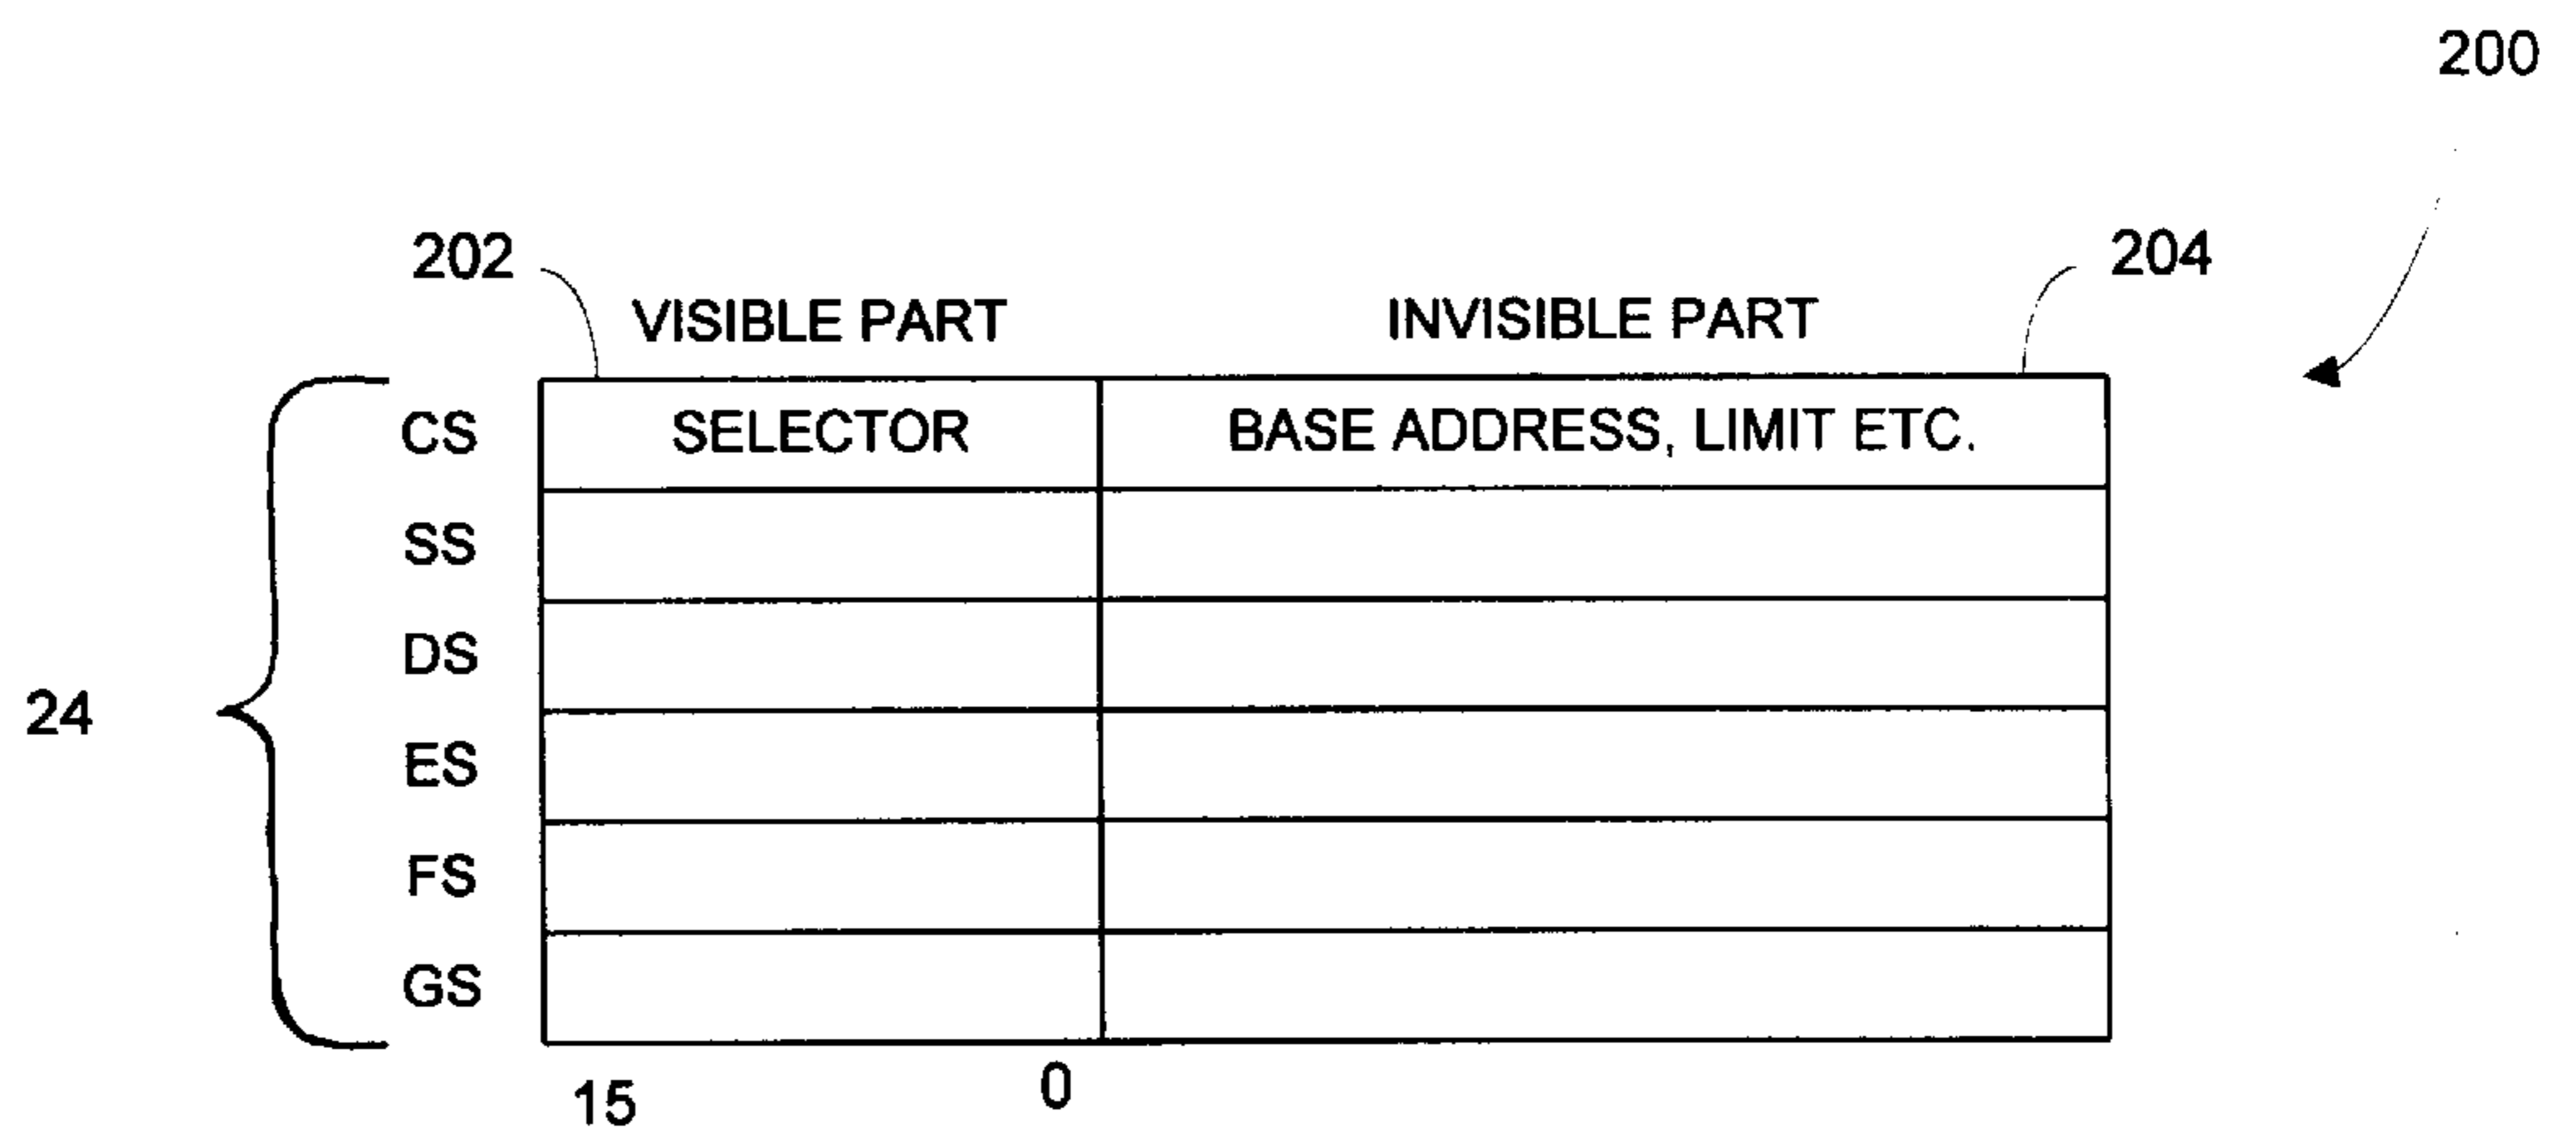 200
202 204
VISIBLE PART INVISIBLE PART
CS SELECTOR BASE ADDRESS, LIMIT ETC.
SS
DS
24
ES
FS
GS
15 0